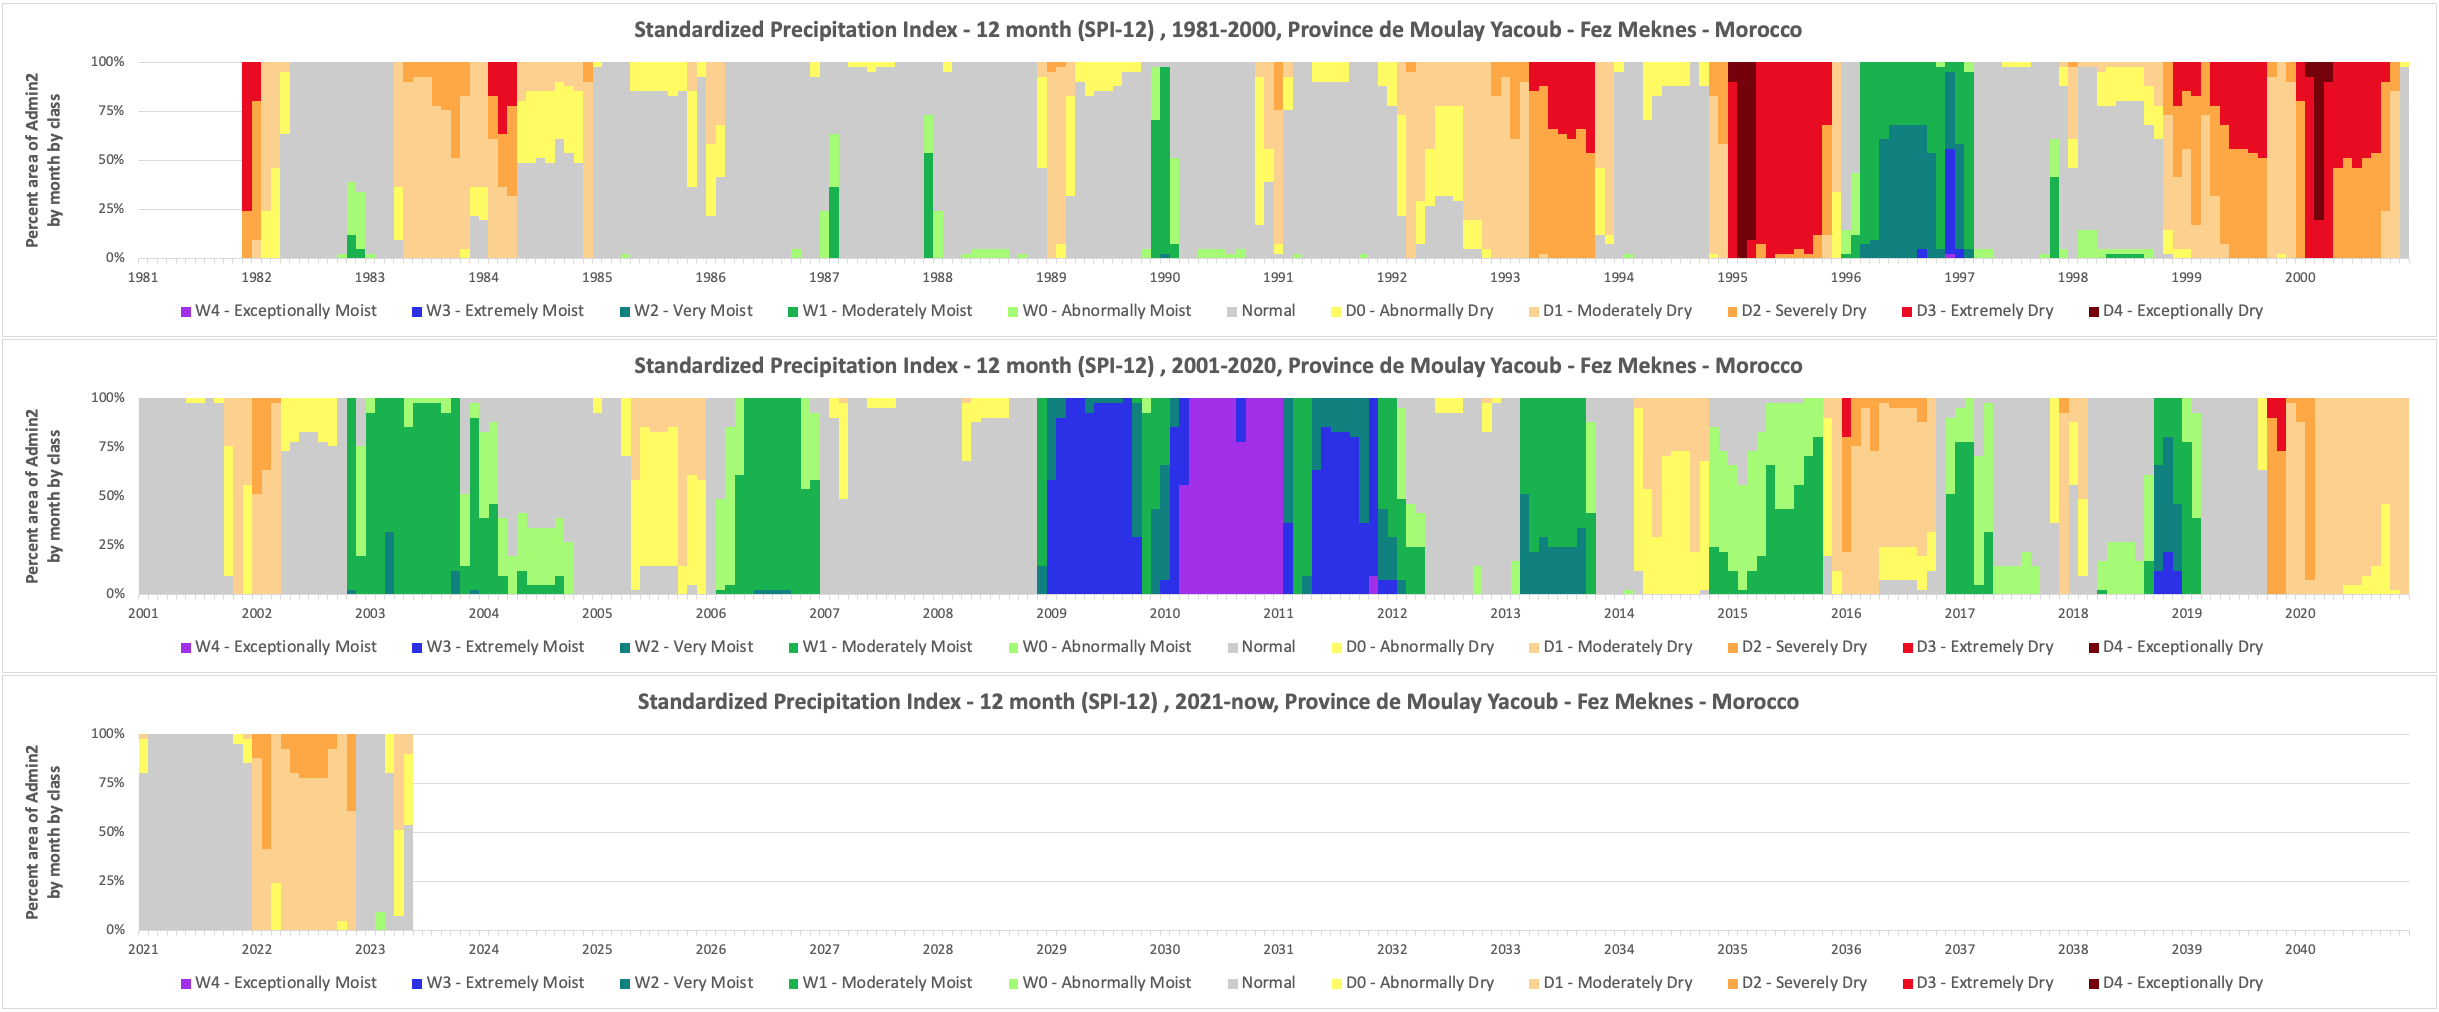 Standardized Precipitation Index - 12 month (SPI-12) , 1981-2000, Province de Moulay Yacoub - Fez Meknes - Morocco
Percent area of Admin2
by month by class
100%
75%
50%
25%
0%
1981 1982 1983 1984 1985 1986 1987 1988 1989 1990 1991 1992 1993 1994 1995 1996 1997 1998 1999 2000
W4 - Exceptionally Moist W3 - Extremely Moist W2 - Very Moist W1 - Moderately Moist W0 - Abnormally Moist Normal D0 - Abnormally Dry D1 - Moderately Dry D2 - Severely Dry D3 - Extremely Dry D4 - Exceptionally Dry
Standardized Precipitation Index - 12 month (SPI-12) , 2001-2020, Province de Moulay Yacoub - Fez Meknes - Morocco
Percent area of Admin2
by month by class
100%
75%
50%
25%
0%
2001 2002 2003 2004 2005 2006 2007 2008 2009 2010 2011 2012 2013 2014 2015 2016 2017 2018 2019 2020
W4 - Exceptionally Moist W3 - Extremely Moist W2 - Very Moist W1 - Moderately Moist W0 - Abnormally Moist Normal D0 - Abnormally Dry D1 - Moderately Dry D2 - Severely Dry D3 - Extremely Dry D4 - Exceptionally Dry
Standardized Precipitation Index - 12 month (SPI-12) , 2021-now, Province de Moulay Yacoub - Fez Meknes - Morocco
Percent area of Admin2
by month by class
100%
75%
50%
25%
0%
2021 2022 2023 2024 2025 2026 2027 2028 2029 2030 2031 2032 2033 2034 2035 2036 2037 2038 2039 2040
W4 - Exceptionally Moist W3 - Extremely Moist W2 - Very Moist W1 - Moderately Moist W0 - Abnormally Moist Normal D0 - Abnormally Dry D1 - Moderately Dry D2 - Severely Dry D3 - Extremely Dry D4 - Exceptionally Dry